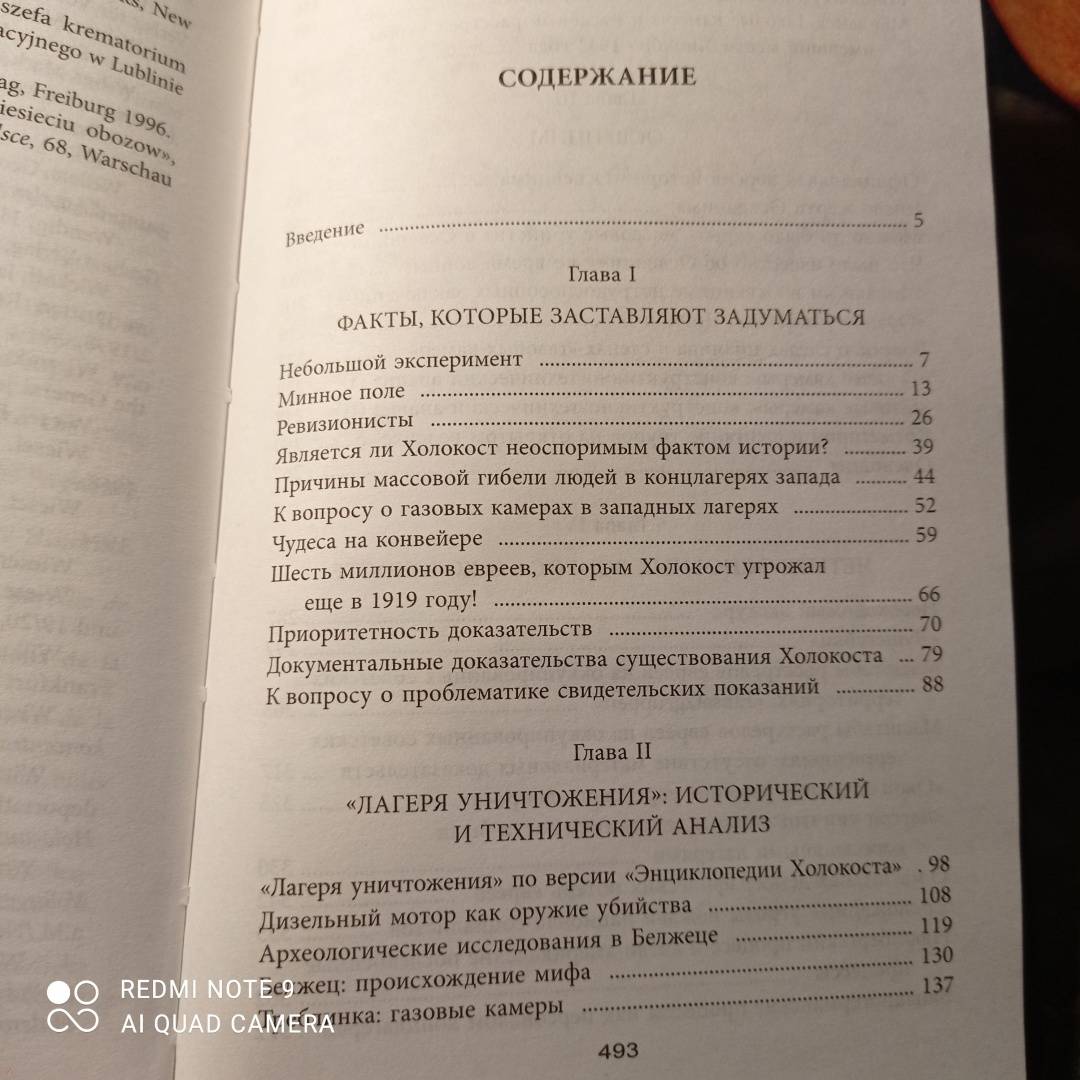 ks, New
szefa krematorium
acyjnego w Lublinie
ag, Freiburg 1996.
iesieciu obozow»,
sce, 68, Warschau
СОДЕРЖАНИЕ
Введение 5
Глава I
ФАКТЫ, КОТОРЫЕ ЗАСТАВЛЯЮТ ЗАДУМАТЬСЯ
Небольшой эксперимент 7
Минное поле 13
Ревизионисты 26
Является ли Холокост неоспоримым фактом истории? 39
Причины массовой гибели людей в концлагерях запада 44
К вопросу о газовых камерах в западных лагерях 52
Чудеса на конвейере 59
Шесть миллионов евреев, которым Холокост угрожал
еще в 1919 году! 66
Приоритетность доказательств 70
Документальные доказательства существования Холокоста ... 79
К вопросу о проблематике свидетельских показаний 88
Глава II
«ЛАГЕРЯ УНИЧТОЖЕНИЯ»: ИСТОРИЧЕСКИЙ
И ТЕХНИЧЕСКИЙ АНАЛИЗ
«Лагеря уничтожения» по версии «Энциклопедии Холокоста» . 98
Дизельный мотор как оружие убийства 108
Археологические исследования в Белжеце 119
Белжец: происхождение мифа 130
Треблинка: газовые камеры 137
493
REDMI NOTE 9
AI QUAD CAMERA